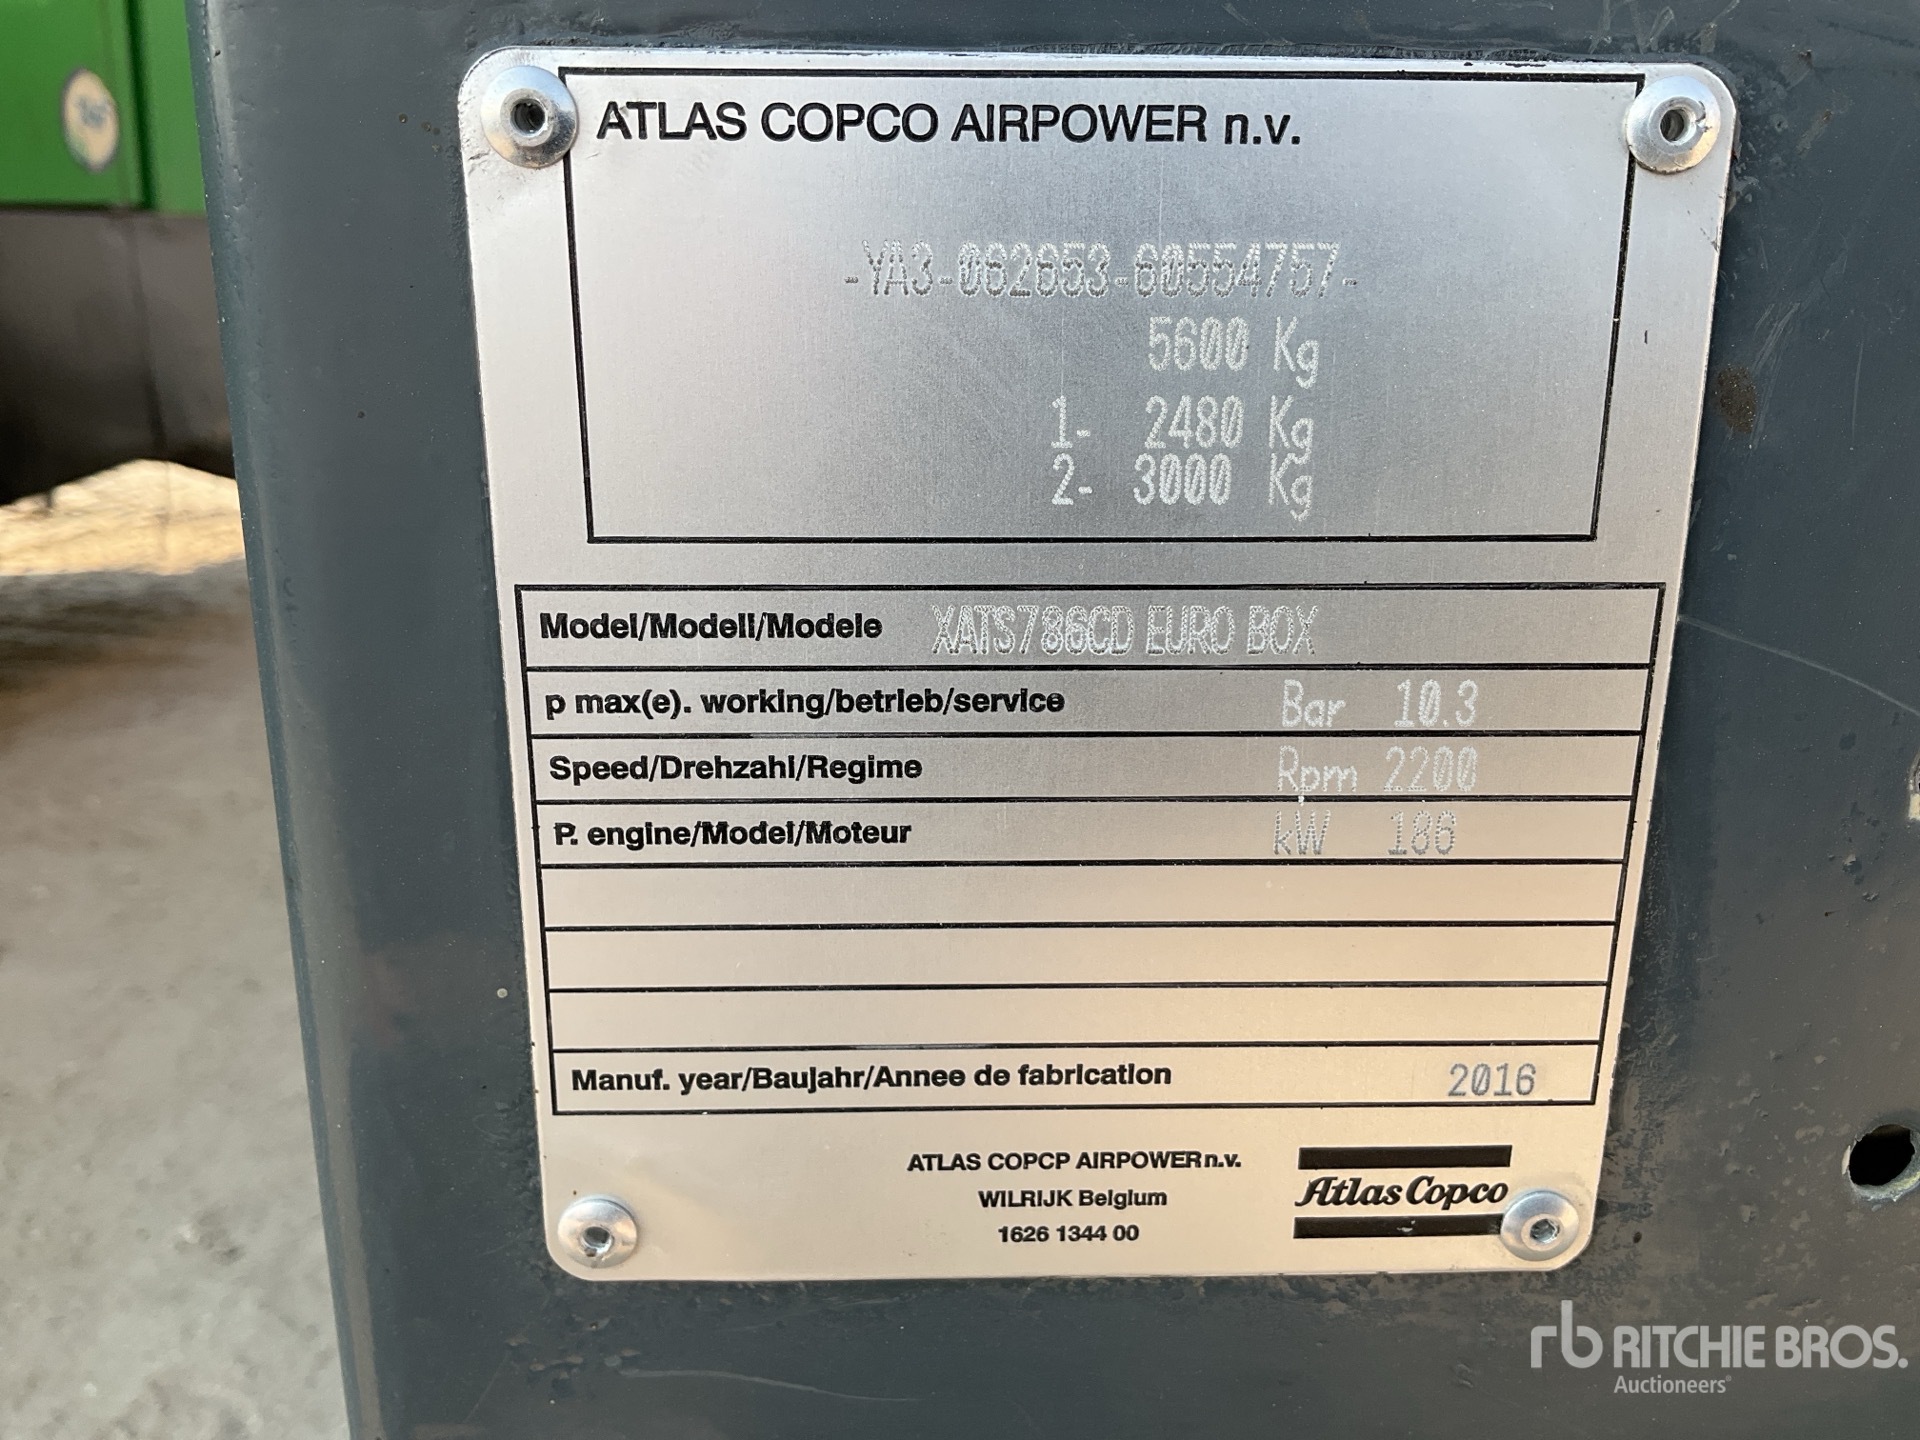 ATLAS COPCO AIRPOWER n.v.
-YA3-062653-60554757-
5600 Kg
1- 2480 Kg
2- 3000 Kg
Model/Modell/Modele XATS786CD EURO BOX
p max(e). working/betrieb/service Bar 10.3
Speed/Drehzahl/Regime Rpm 2200
P. engine/Model/Moteur kW 186
Manuf. year/Baujahr/Annee de fabrication 2016
ATLAS COPCP AIRPOWER n.v.
WILRIJK Belgium
1626 1344 00
Atlas Copco
rb RITCHIE BROS.
Auctioneers